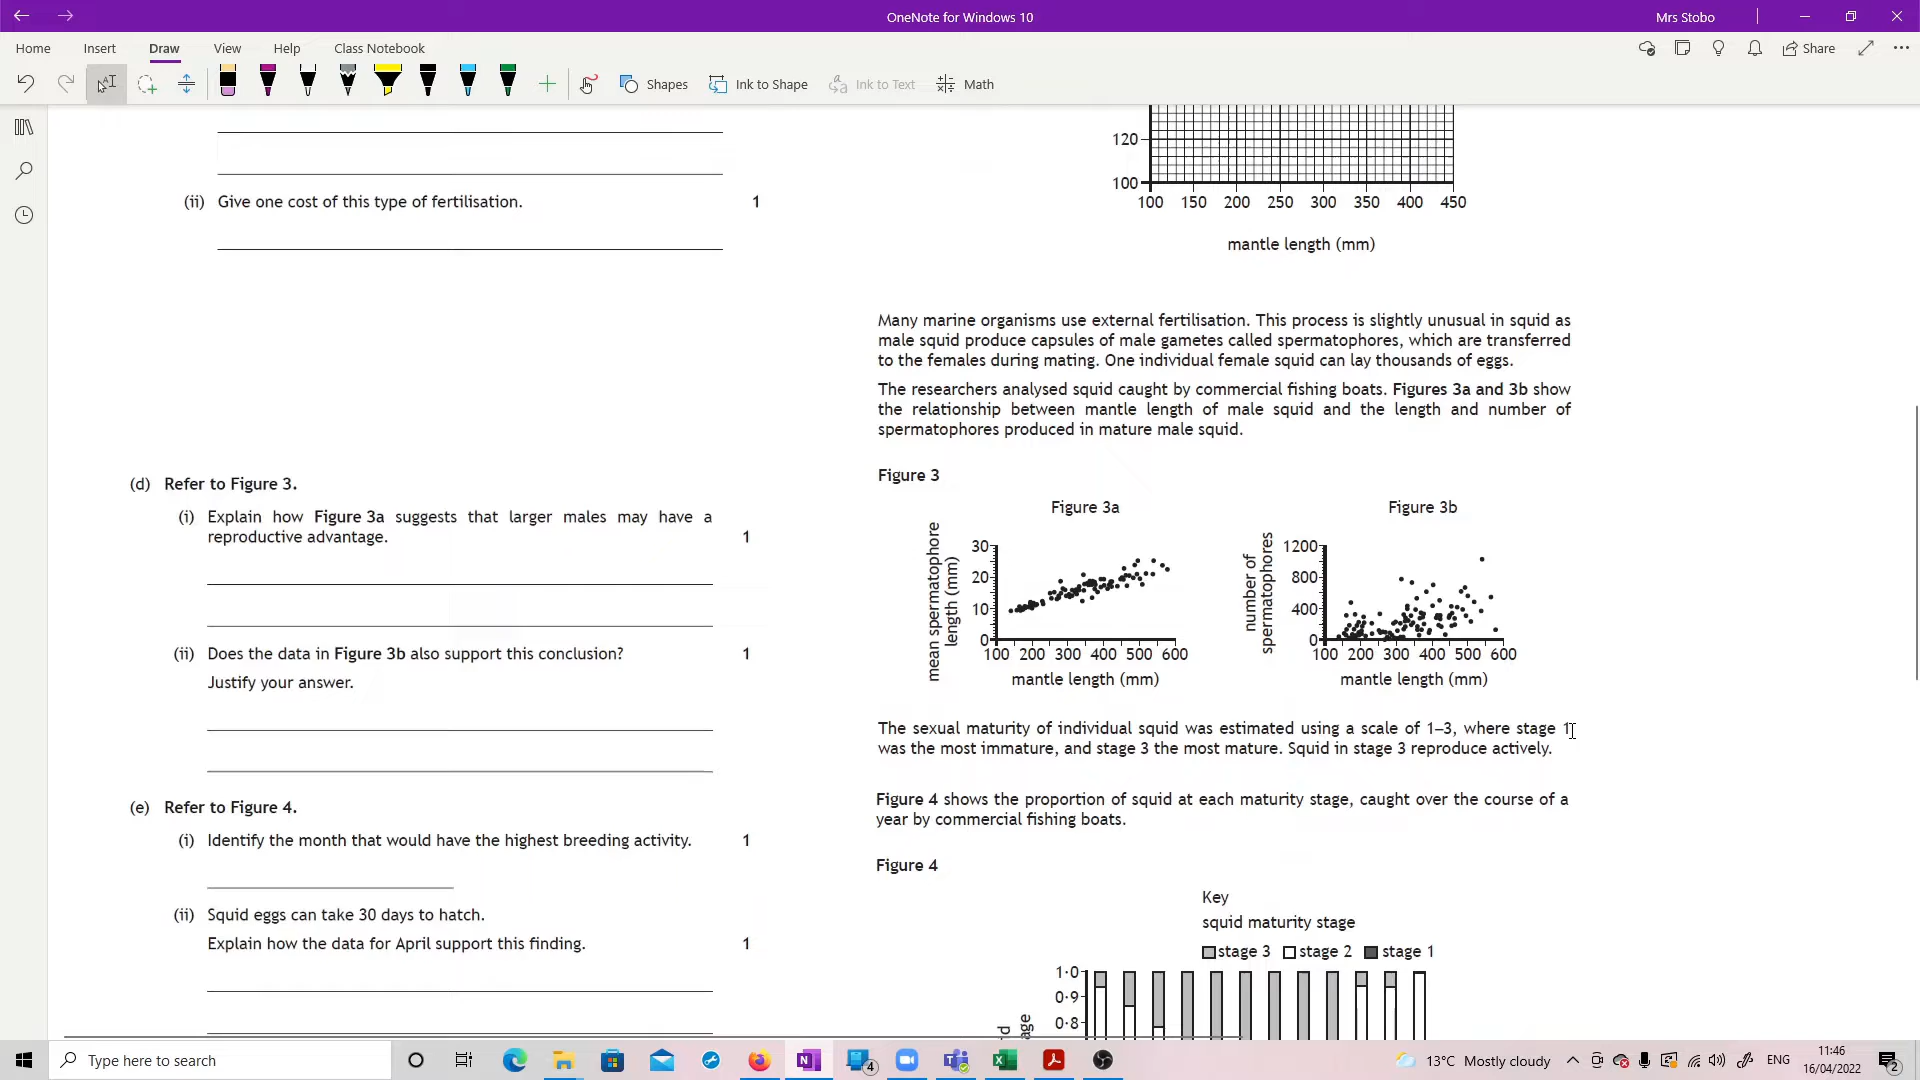 OneNote for Windows 10
Mrs Stobo
Home Insert Draw View Help Class Notebook
Share
Shapes Ink to Shape Ink to Text Math
(ii) Give one cost of this type of fertilisation. 1
(d) Refer to Figure 3.
(i) Explain how Figure 3a suggests that larger males may have a
reproductive advantage. 1
(ii) Does the data in Figure 3b also support this conclusion? 1
Justify your answer.
(e) Refer to Figure 4.
(i) Identify the month that would have the highest breeding activity. 1
(ii) Squid eggs can take 30 days to hatch.
Explain how the data for April support this finding. 1
120
100
100 150 200 250 300 350 400 450
mantle length (mm)
Many marine organisms use external fertilisation. This process is slightly unusual in squid as
male squid produce capsules of male gametes called spermatophores, which are transferred
to the females during mating. One individual female squid can lay thousands of eggs.
The researchers analysed squid caught by commercial fishing boats. Figures 3a and 3b show
the relationship between mantle length of male squid and the length and number of
spermatophores produced in mature male squid.
Figure 3
Figure 3a
mean spermatophore
length (mm)
30
20
10
0
100 200 300 400 500 600
mantle length (mm)
Figure 3b
number of
spermatophores
1200
800
400
0
100 200 300 400 500 600
mantle length (mm)
The sexual maturity of individual squid was estimated using a scale of 1–3, where stage 1
was the most immature, and stage 3 the most mature. Squid in stage 3 reproduce actively.
Figure 4 shows the proportion of squid at each maturity stage, caught over the course of a
year by commercial fishing boats.
Figure 4
Key
squid maturity stage
stage 3 stage 2 stage 1
1·0
0·9
0·8
Type here to search
4
13°C Mostly cloudy
ENG
11:46
16/04/2022
2